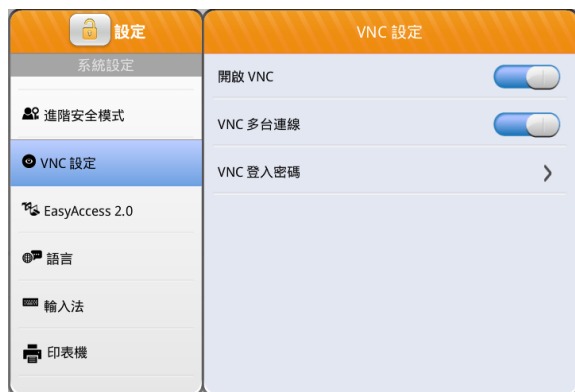 設定
系統設定
進階安全模式
VNC 設定
EasyAccess 2.0
語言
輸入法
印表機
VNC 設定
開啟 VNC
VNC 多台連線
VNC 登入密碼